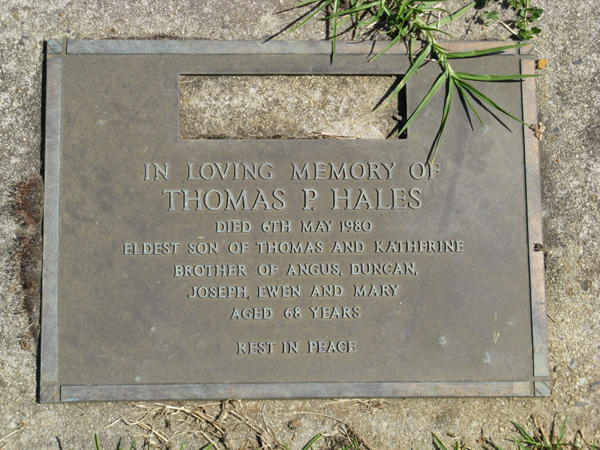 IN LOVING MEMORY OF
THOMAS P HALES
DIED 6TH MAY 1980
ELDEST SON OF THOMAS AND KATHERINE
BROTHER OF ANGUS, DUNCAN,
JOSEPH, EWEN AND MARY
AGED 68 YEARS
REST IN PEACE